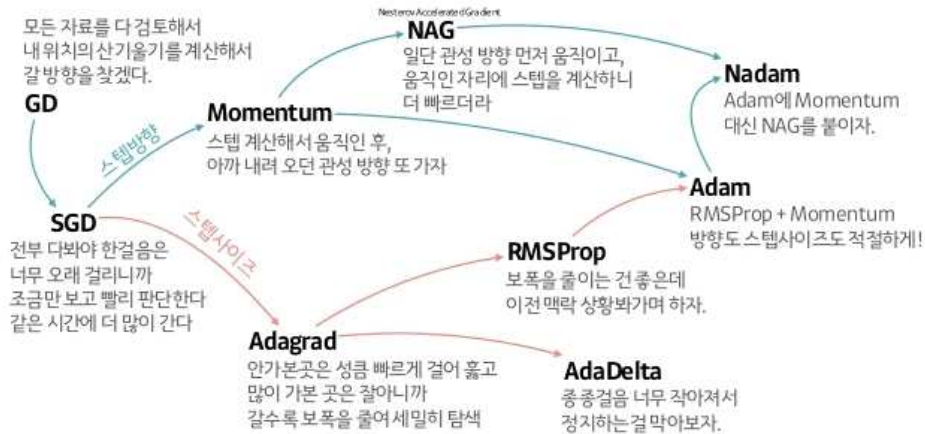 모든 자료를 다 검토해서
내 위치의 산기울기를 계산해서
갈 방향을 찾겠다.
GD
스텝방향
Nesterov Accelerated Gradient
NAG
일단 관성 방향 먼저 움직이고,
움직인 자리에 스텝을 계산하니
더 빠르더라
Momentum
스텝 계산해서 움직인 후,
아까 내려 오던 관성 방향 또 가자
Nadam
Adam에 Momentum
대신 NAG를 붙이자.
SGD
전부 다봐야 한걸음은
너무 오래 걸리니까
조금만 보고 빨리 판단한다
같은 시간에 더 많이 간다
스텝사이즈
Adagrad
안가본곳은 성큼 빠르게 걸어 훓고
많이 가본 곳은 잘아니까
갈수록 보폭을 줄여 세밀히 탐색
RMSProp
보폭을 줄이는 건 좋은데
이전 맥락 상황봐가며 하자.
Adam
RMSProp + Momentum
방향도 스텝사이즈도 적절하게!
AdaDelta
종종걸음 너무 작아져서
정지하는걸 막아보자.